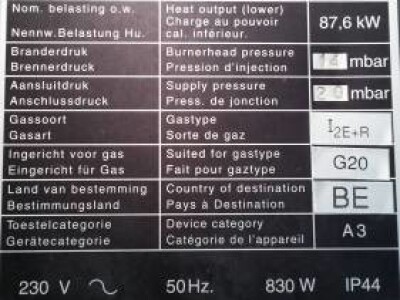 Nom. belasting o.w. Heat output (lower) 87,6 kW
Charge au pouvoir
Nennw.Belastung Hu. cal. inférieur.
Branderdruk Burnerhead pressure 14 mbar
Brennerdruck Pression d'injection
Aansluitdruk Supply pressure 20 mbar
Anschlussdruck Press. de jonction
Gassoort Gastype I2E+R
Gasart Sorte de gaz
Ingericht voor gas Suited for gastype G20
Eingericht für Gas Fait pour gaztype
Land van bestemming Country of destination BE
Bestimmungsland Pays à Destination
Toestelcategorie Device category A3
Gerätecategorie Catégorie de l'appareil
230 V 50Hz. 830 W IP44